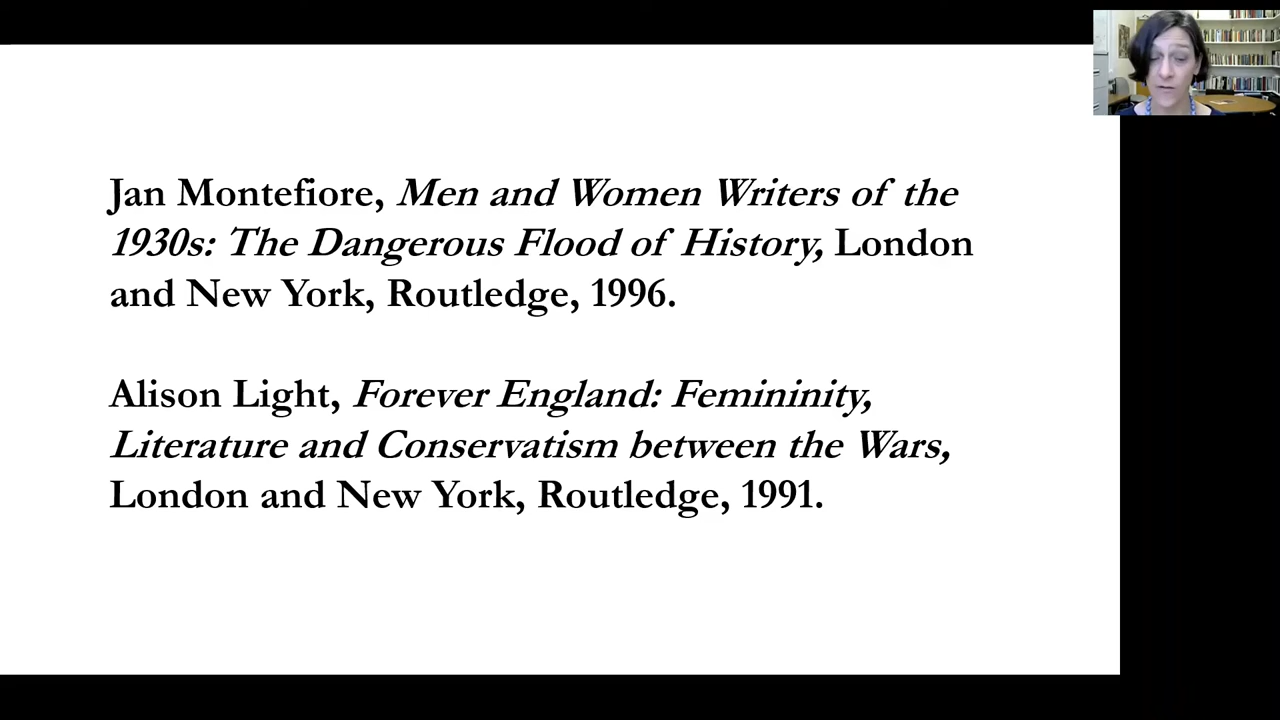 Jan Montefiore, Men and Women Writers of the
1930s: The Dangerous Flood of History, London
and New York, Routledge, 1996.
Alison Light, Forever England: Femininity,
Literature and Conservatism between the Wars,
London and New York, Routledge, 1991.